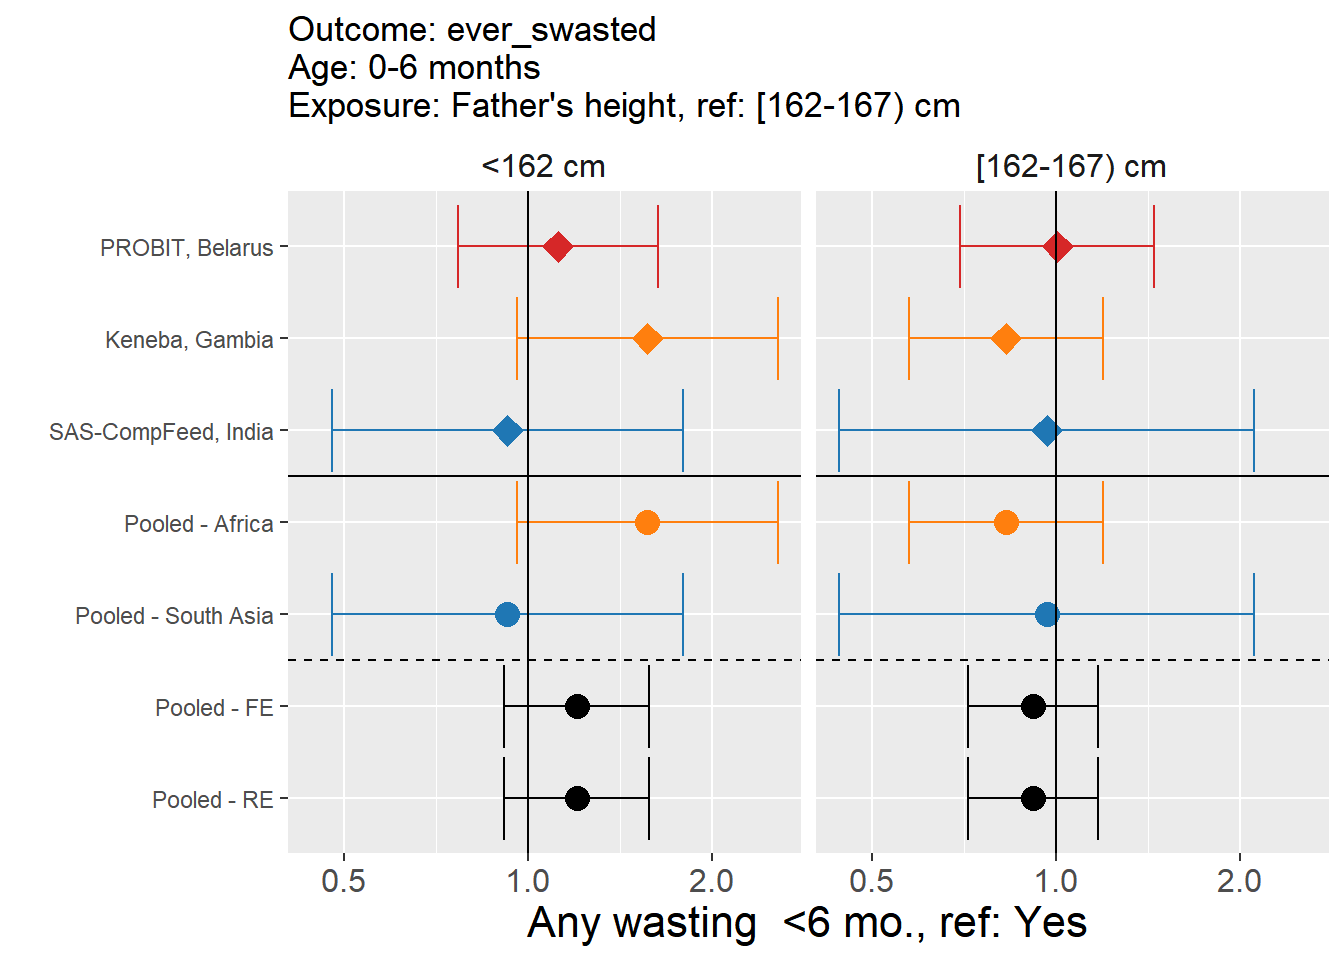 Outcome: ever_swasted
Age: 0-6 months
Exposure: Father's height, ref: [162-167) cm
<162 cm
[162-167) cm
PROBIT, Belarus
Keneba, Gambia
SAS-CompFeed, India
Pooled - Africa
Pooled - South Asia
Pooled - FE
Pooled - RE
0.5 1.0 2.0
0.5 1.0 2.0
Any wasting  <6 mo., ref: Yes